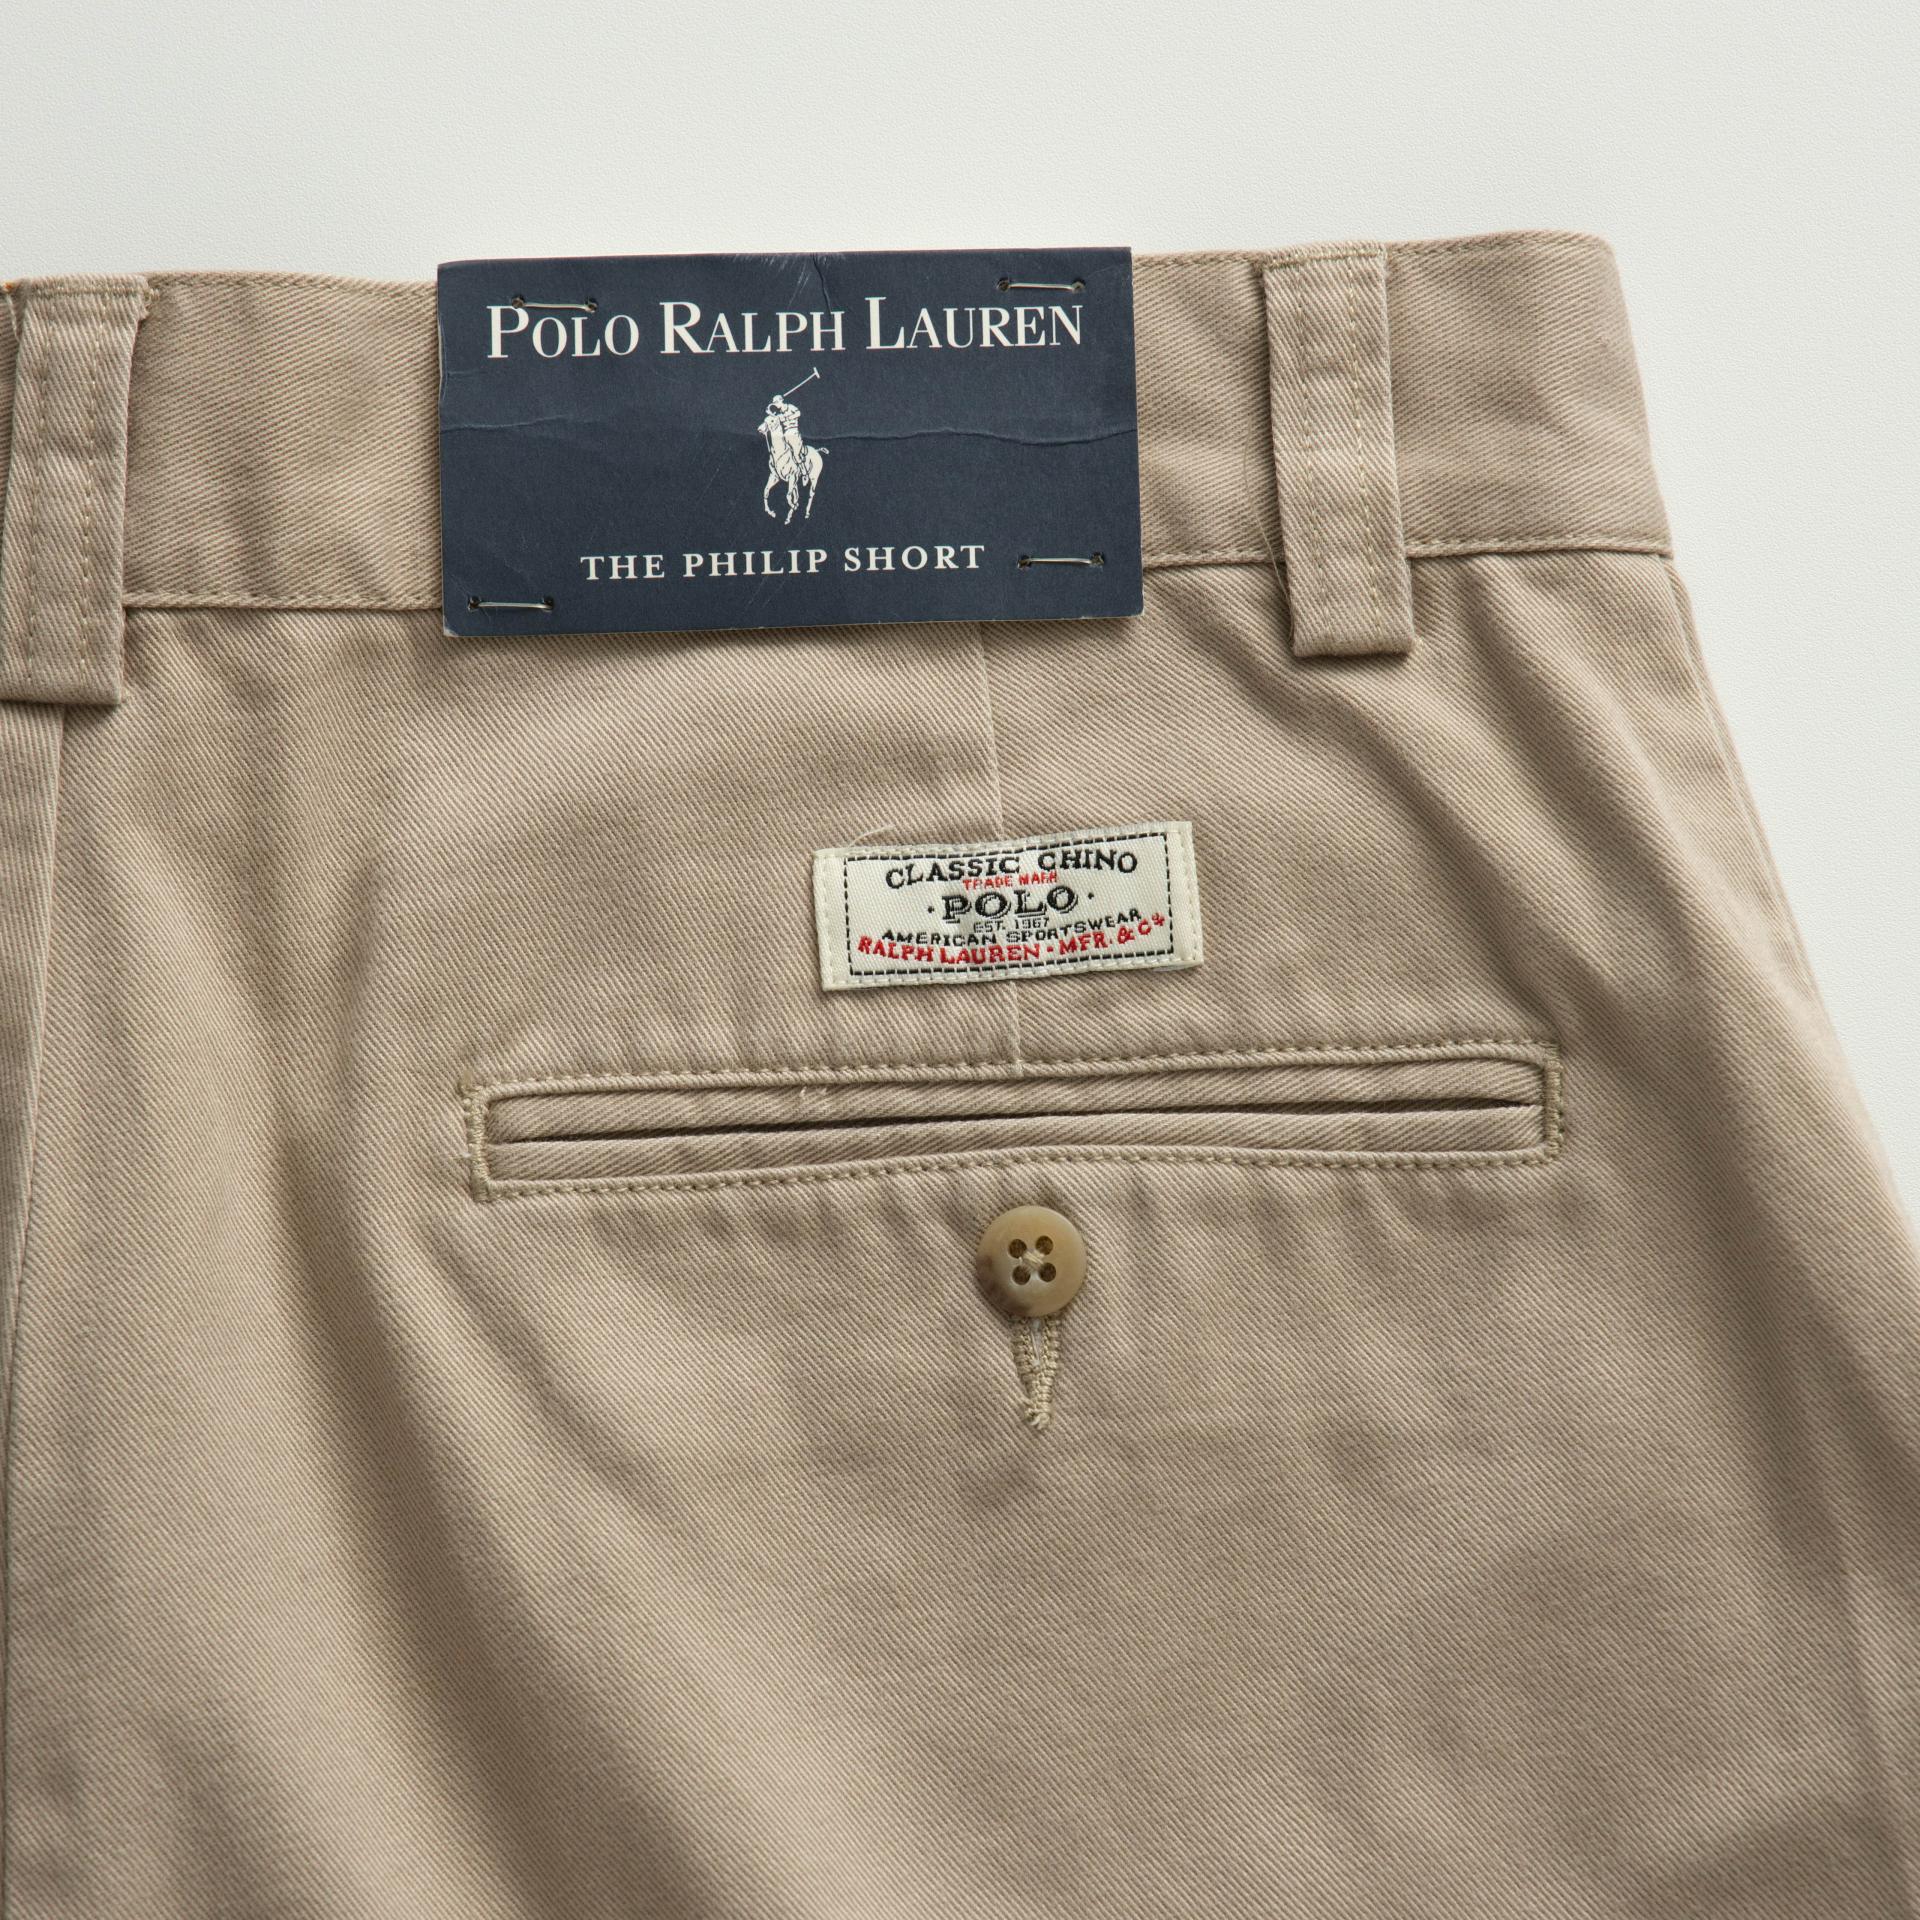 POLO RALPH LAUREN
THE PHILIP SHORT
CLASSIC CHINO
TRADE MARK
· POLO ·
EST. 1967
AMERICAN SPORTSWEAR
RALPH LAUREN - MFR. & Co